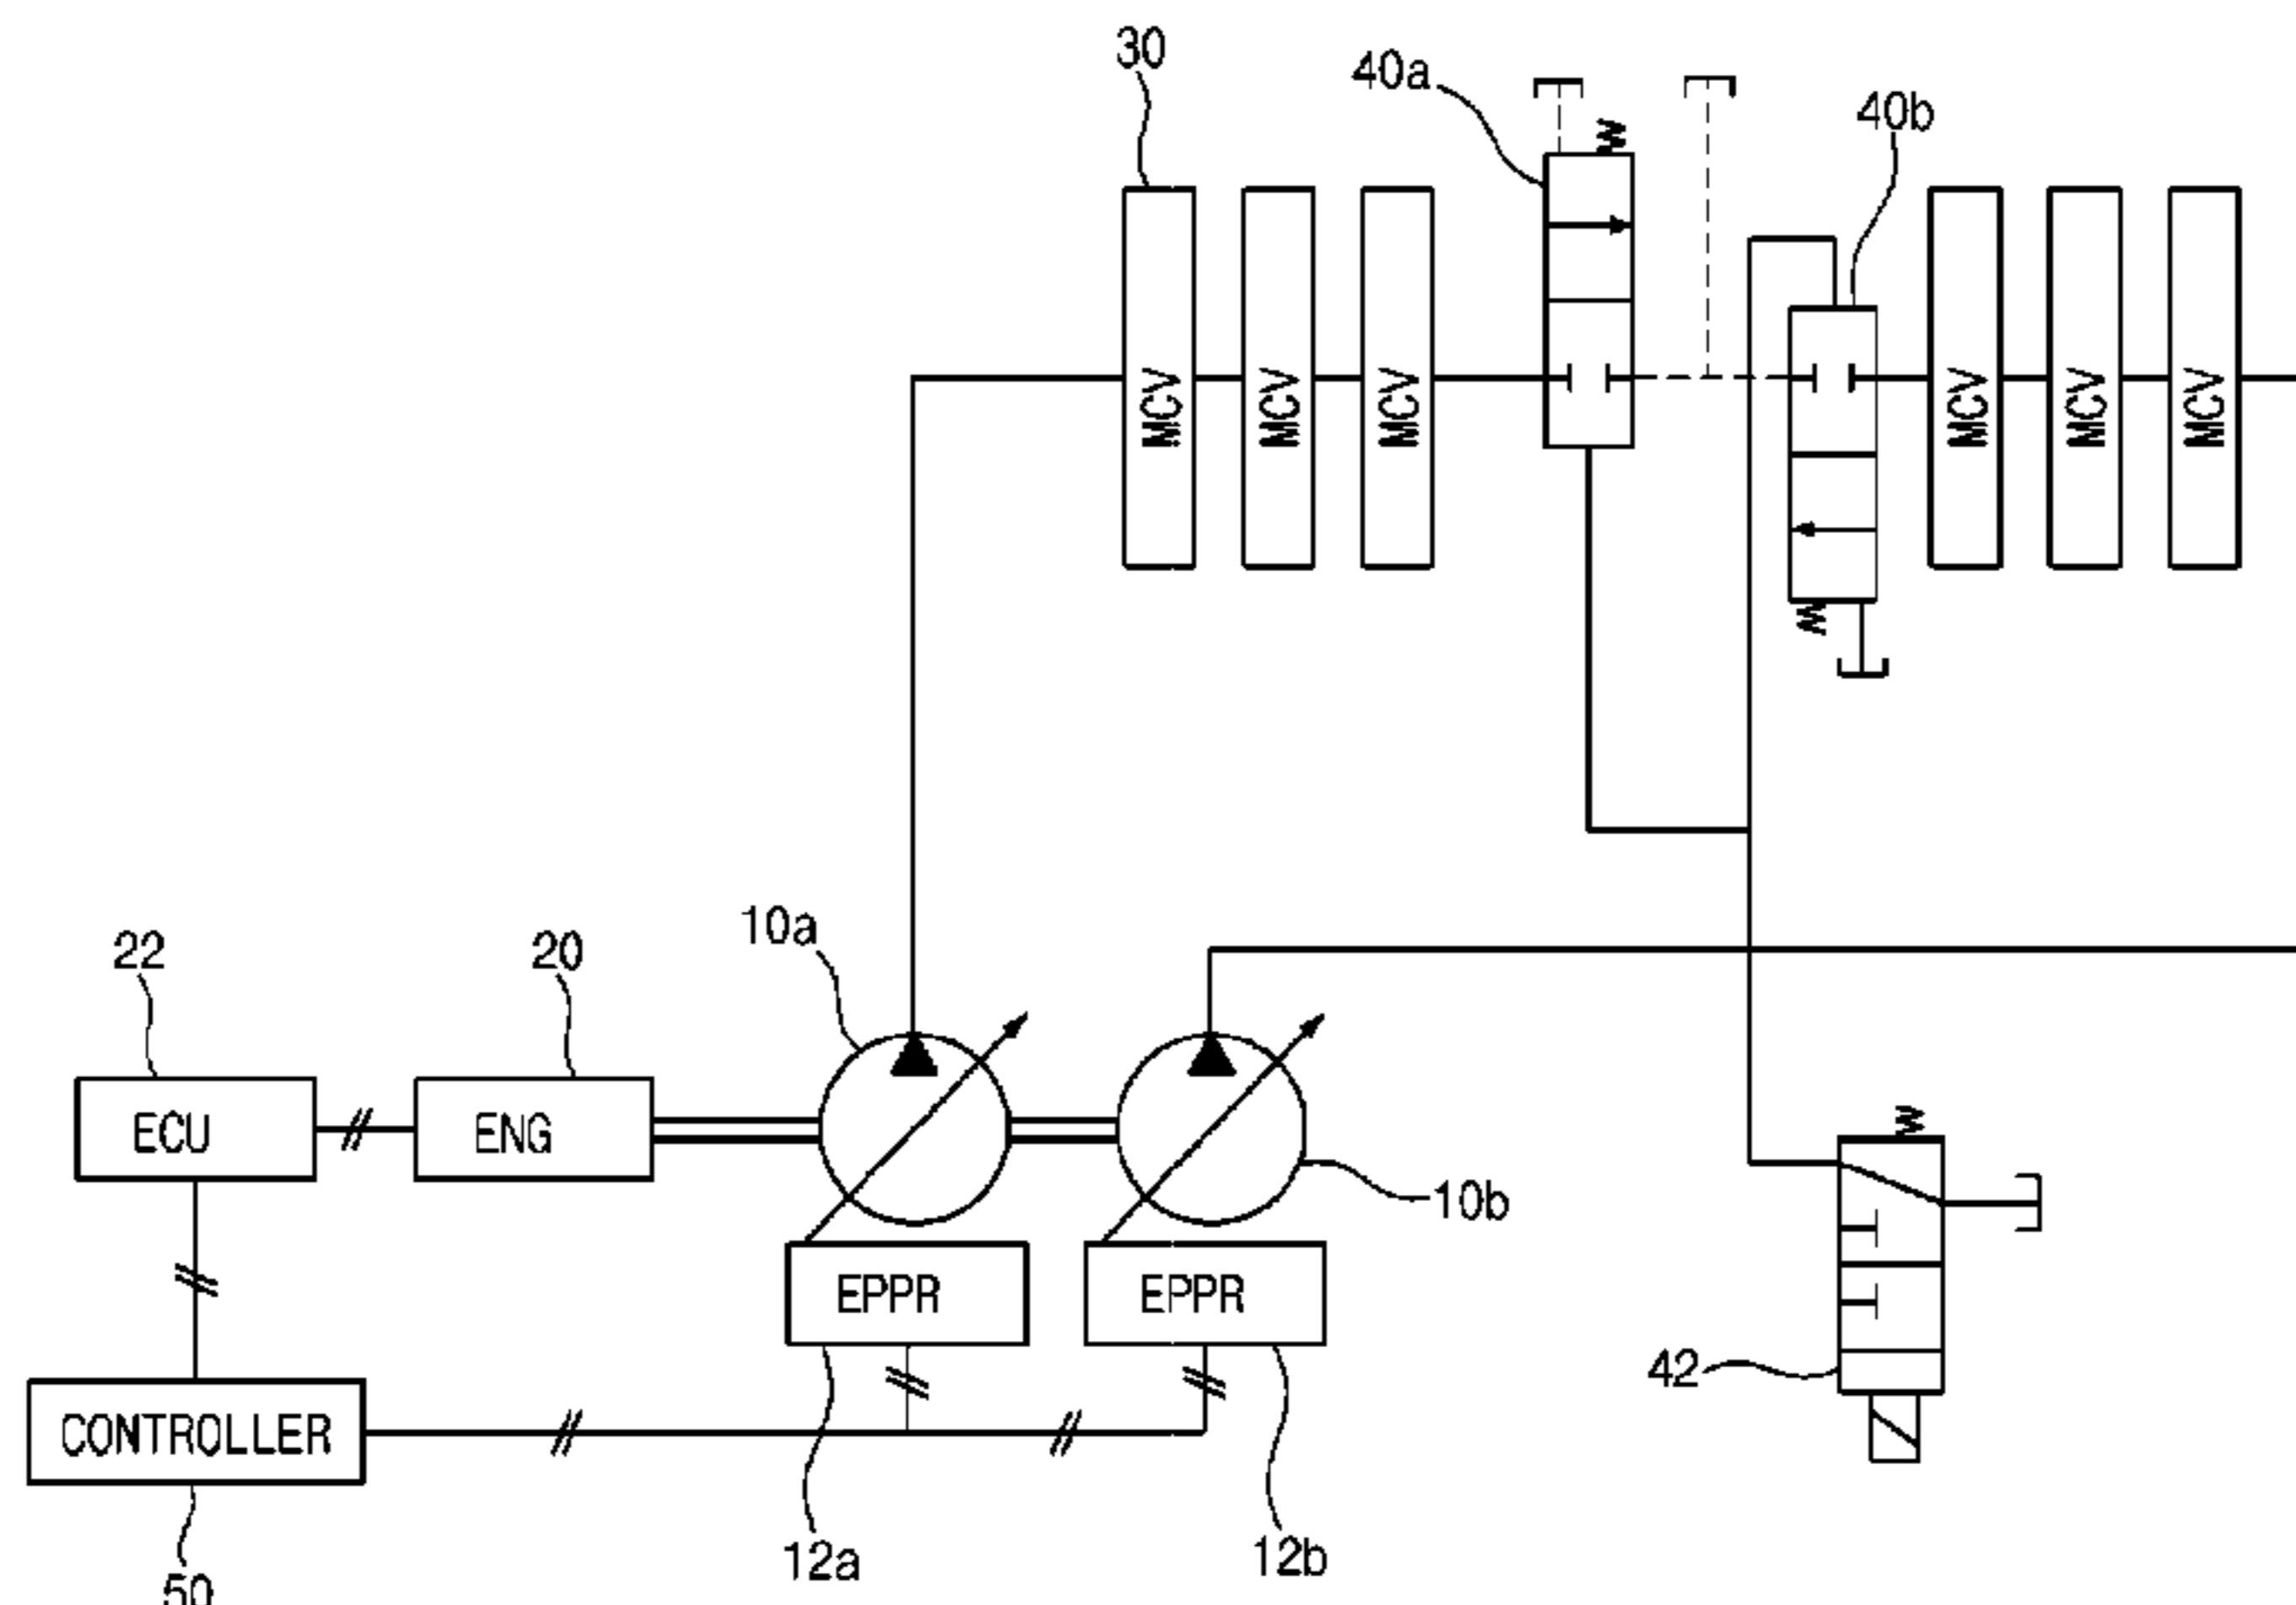 30
40a
40b
MCV
MCV
MCV
MCV
MCV
MCV
22
20
10a
ECU
ENG
10b
EPPR
EPPR
42
CONTROLLER
12a
12b
50